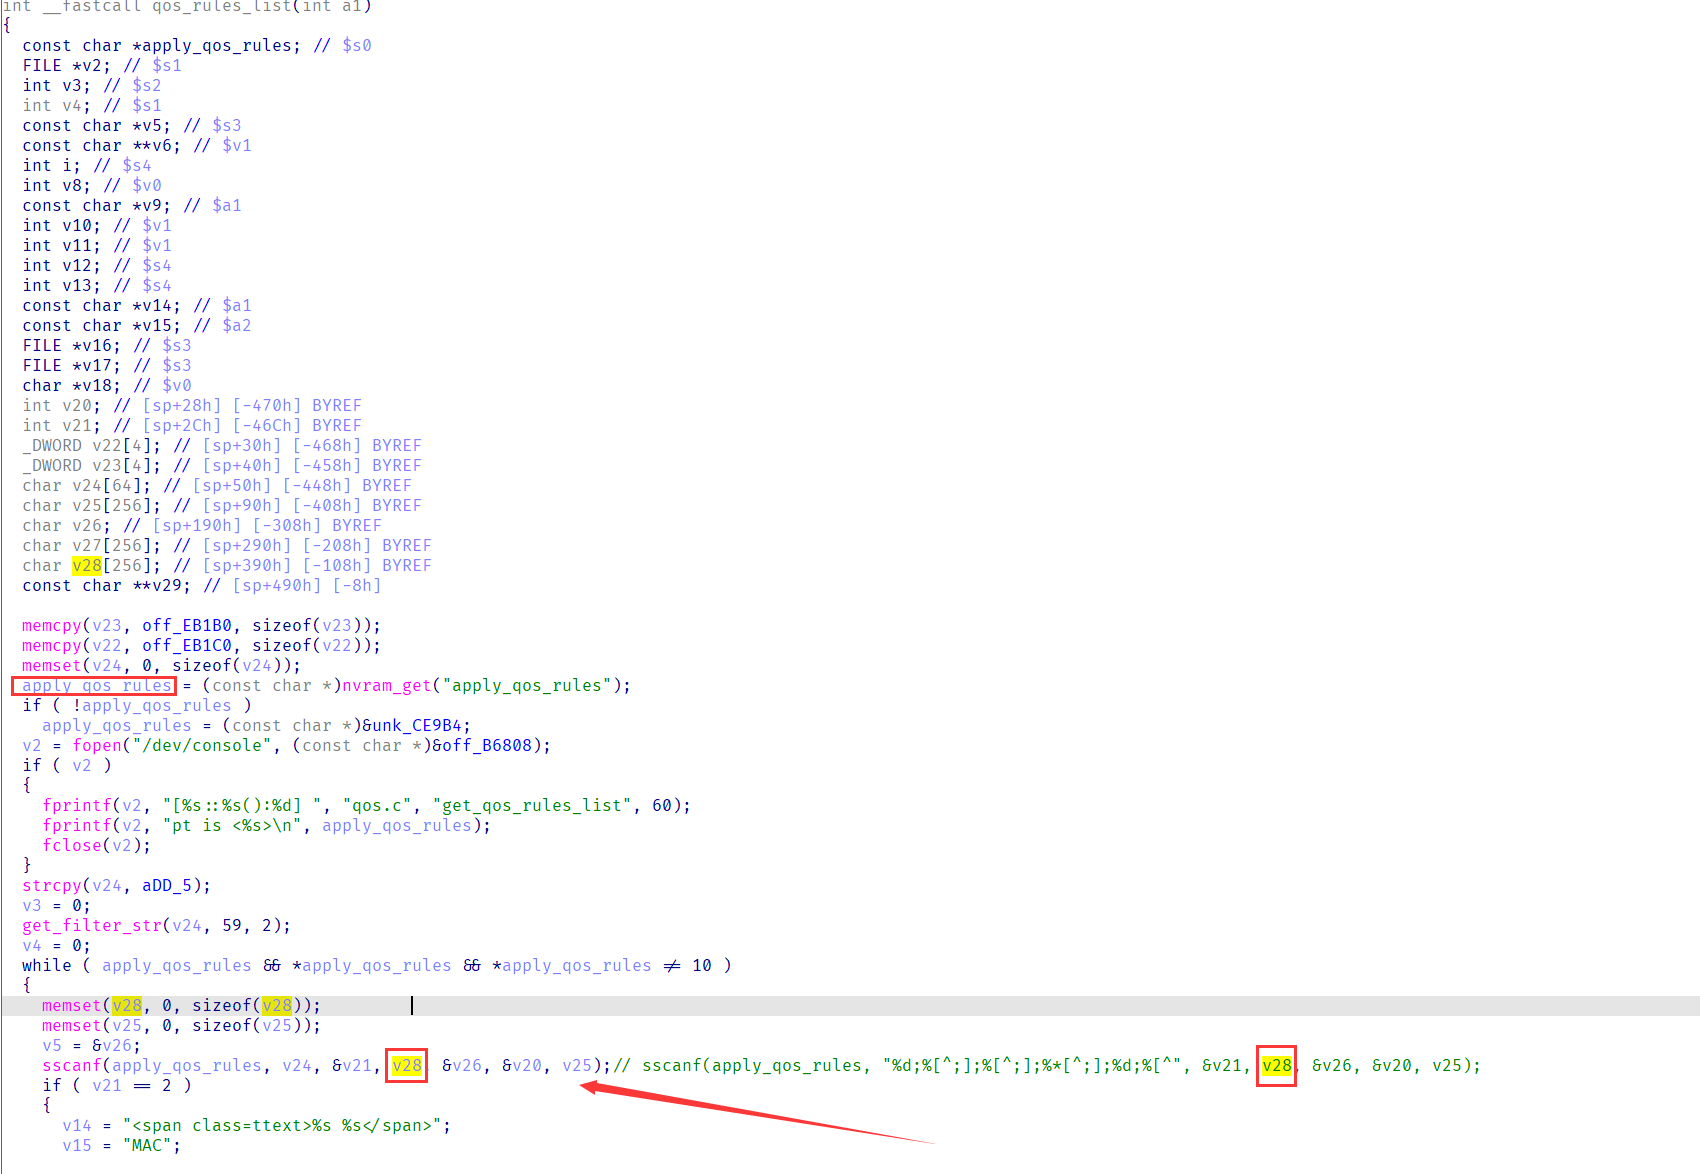 int __fastcall qos_rules_list(int a1)
{
  const char *apply_qos_rules; // $s0
  FILE *v2; // $s1
  int v3; // $s2
  int v4; // $s1
  const char *v5; // $s3
  const char **v6; // $v1
  int i; // $s4
  int v8; // $v0
  const char *v9; // $a1
  int v10; // $v1
  int v11; // $v1
  int v12; // $s4
  int v13; // $s4
  const char *v14; // $a1
  const char *v15; // $a2
  FILE *v16; // $s3
  FILE *v17; // $s3
  char *v18; // $v0
  int v20; // [sp+28h] [-470h] BYREF
  int v21; // [sp+2Ch] [-46Ch] BYREF
  _DWORD v22[4]; // [sp+30h] [-468h] BYREF
  _DWORD v23[4]; // [sp+40h] [-458h] BYREF
  char v24[64]; // [sp+50h] [-448h] BYREF
  char v25[256]; // [sp+90h] [-408h] BYREF
  char v26; // [sp+190h] [-308h] BYREF
  char v27[256]; // [sp+290h] [-208h] BYREF
  char v28[256]; // [sp+390h] [-108h] BYREF
  const char **v29; // [sp+490h] [-8h]
  memcpy(v23, off_EB1B0, sizeof(v23));
  memcpy(v22, off_EB1C0, sizeof(v22));
  memset(v24, 0, sizeof(v24));
  apply_qos_rules = (const char *)nvram_get("apply_qos_rules");
  if ( !apply_qos_rules )
    apply_qos_rules = (const char *)&unk_CE9B4;
  v2 = fopen("/dev/console", (const char *)&off_B6808);
  if ( v2 )
  {
    fprintf(v2, "[%s::%s():%d] ", "qos.c", "get_qos_rules_list", 60);
    fprintf(v2, "pt is <%s>\n", apply_qos_rules);
    fclose(v2);
  }
  strcpy(v24, aDD_5);
  v3 = 0;
  get_filter_str(v24, 59, 2);
  v4 = 0;
  while ( apply_qos_rules && *apply_qos_rules && *apply_qos_rules != 10 )
  {
    memset(v28, 0, sizeof(v28));
    memset(v25, 0, sizeof(v25));
    v5 = &v26;
    sscanf(apply_qos_rules, v24, &v21, v28, &v26, &v20, v25);// sscanf(apply_qos_rules, "%d;%[^;];%[^;];%*[^;];%d;%[^", &v21, v28, &v26, &v20, v25);
    if ( v21 == 2 )
    {
      v14 = "<span class=ttext>%s %s</span>";
      v15 = "MAC";